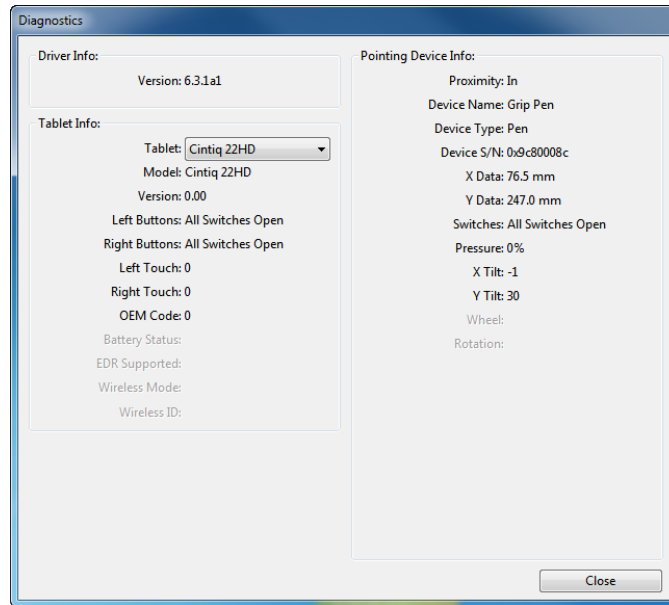 Diagnostics
Driver Info:
Version: 6.3.1a1
Tablet Info:
Tablet: Cintiq 22HD
Model: Cintiq 22HD
Version: 0.00
Left Buttons: All Switches Open
Right Buttons: All Switches Open
Left Touch: 0
Right Touch: 0
OEM Code: 0
Battery Status:
EDR Supported:
Wireless Mode:
Wireless ID:
Pointing Device Info:
Proximity: In
Device Name: Grip Pen
Device Type: Pen
Device S/N: 0x9c80008c
X Data: 76.5 mm
Y Data: 247.0 mm
Switches: All Switches Open
Pressure: 0%
X Tilt: -1
Y Tilt: 30
Wheel:
Rotation:
Close